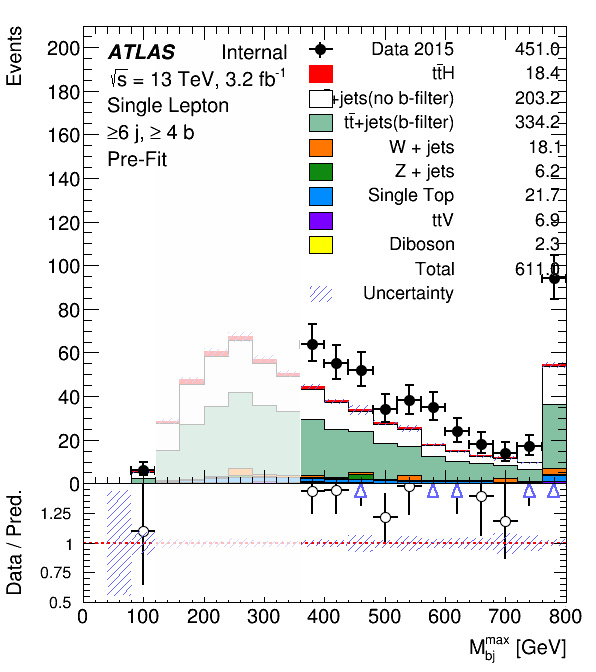 Events
ATLAS Internal
√s = 13 TeV, 3.2 fb-1
Single Lepton
≥6 j, ≥ 4 b
Pre-Fit
Data 2015 451.0
tt̄H 18.4
+jets(no b-filter) 203.2
tt̄+jets(b-filter) 334.2
W + jets 18.1
Z + jets 6.2
Single Top 21.7
ttV 6.9
Diboson 2.3
Total 611.0
Uncertainty
200
180
160
140
120
100
80
60
40
20
0
Data / Pred.
1.25
1
0.75
0.5
0 100 200 300 400 500 600 700 800
M bj max [GeV]